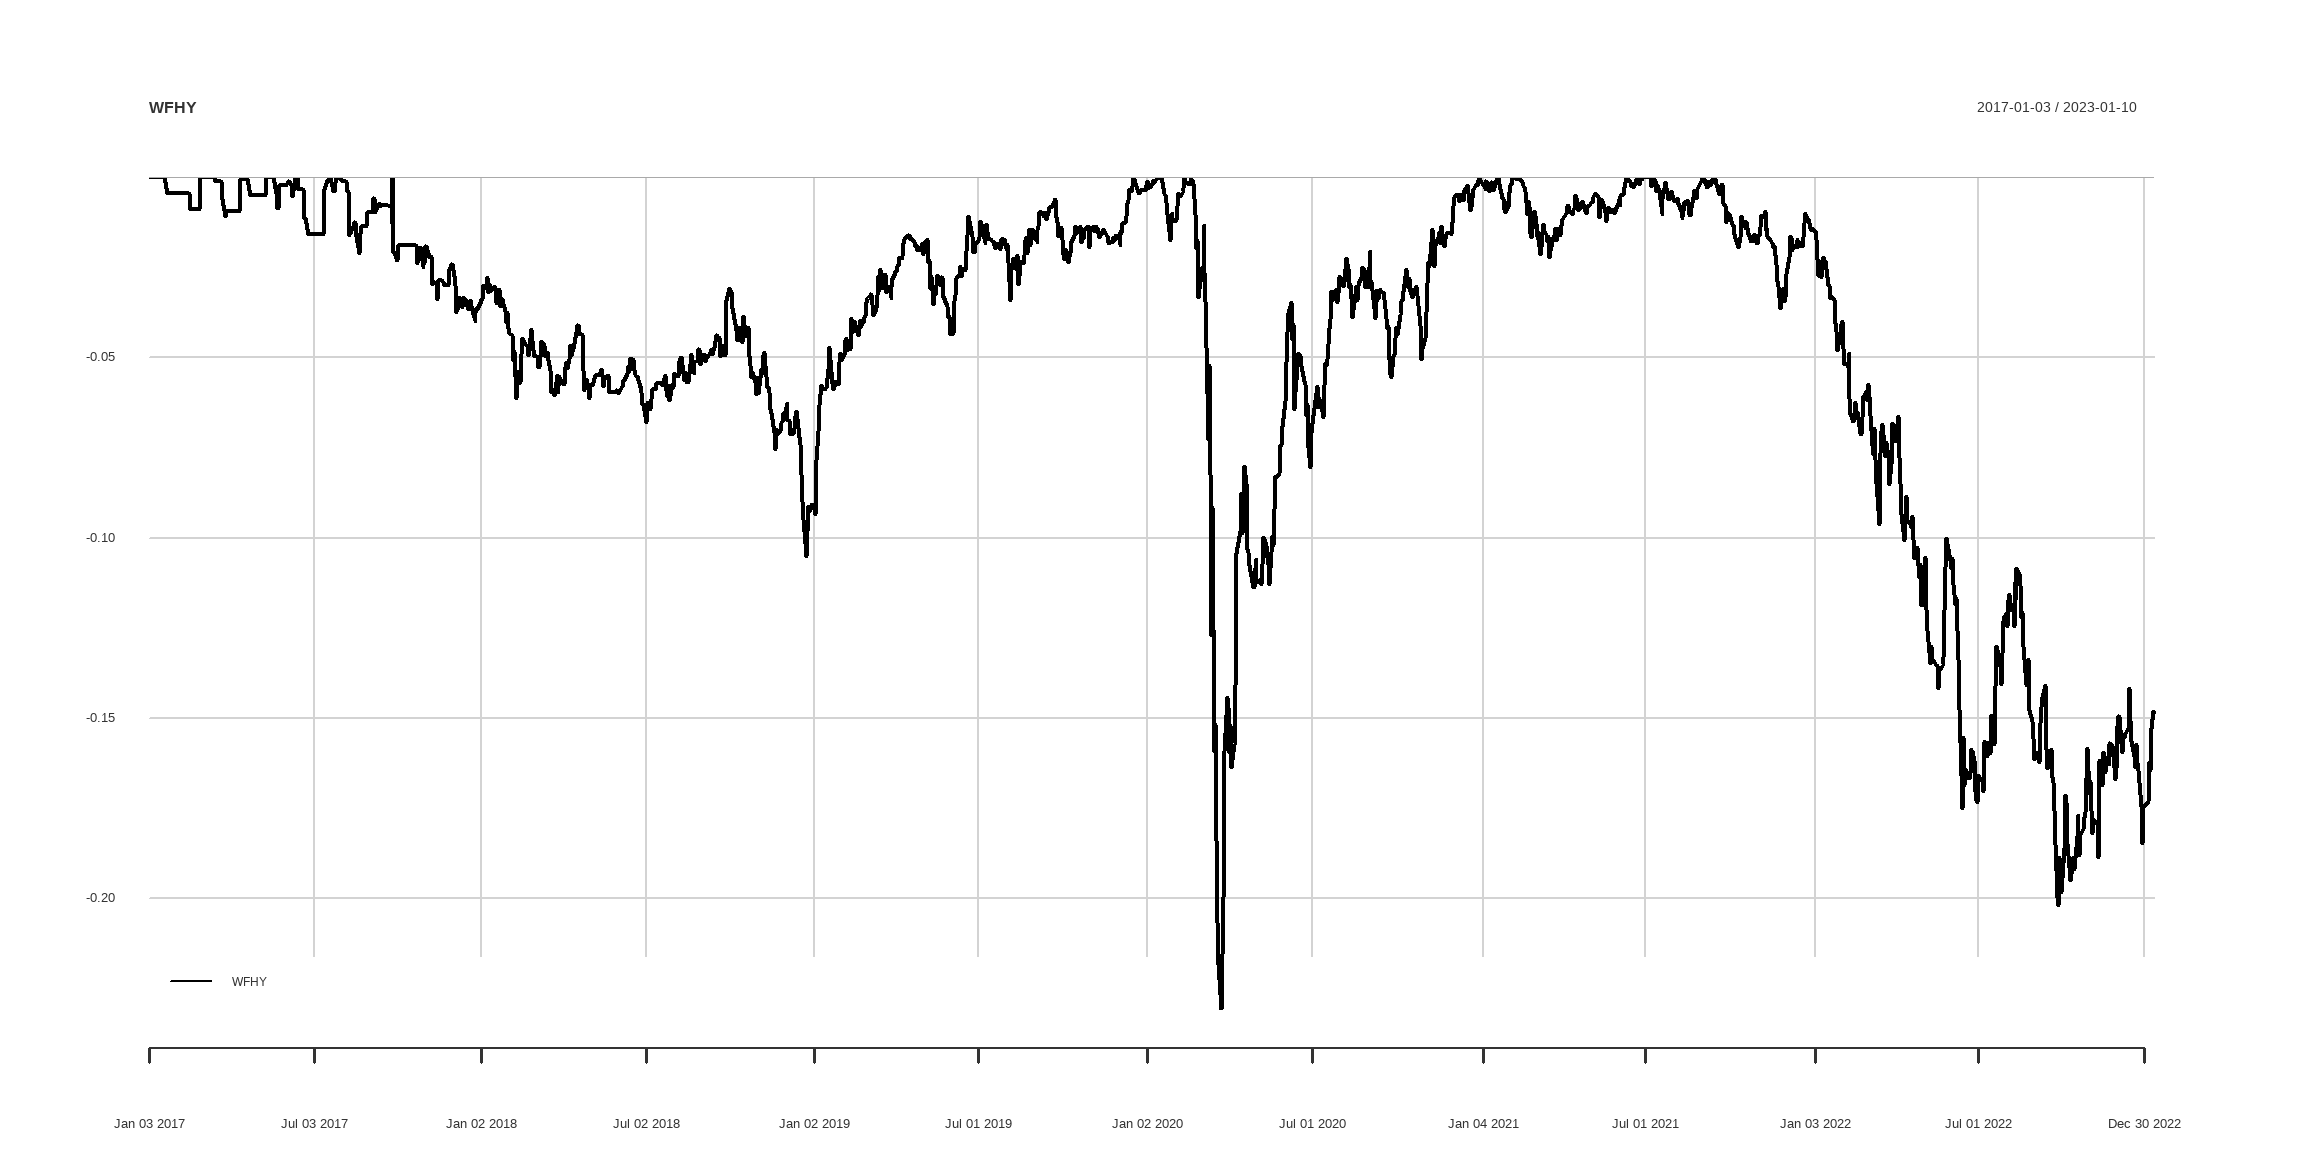 WFHY
2017-01-03 / 2023-01-10
-0.05
-0.10
-0.15
-0.20
WFHY
Jan 03 2017
Jul 03 2017
Jan 02 2018
Jul 02 2018
Jan 02 2019
Jul 01 2019
Jan 02 2020
Jul 01 2020
Jan 04 2021
Jul 01 2021
Jan 03 2022
Jul 01 2022
Dec 30 2022